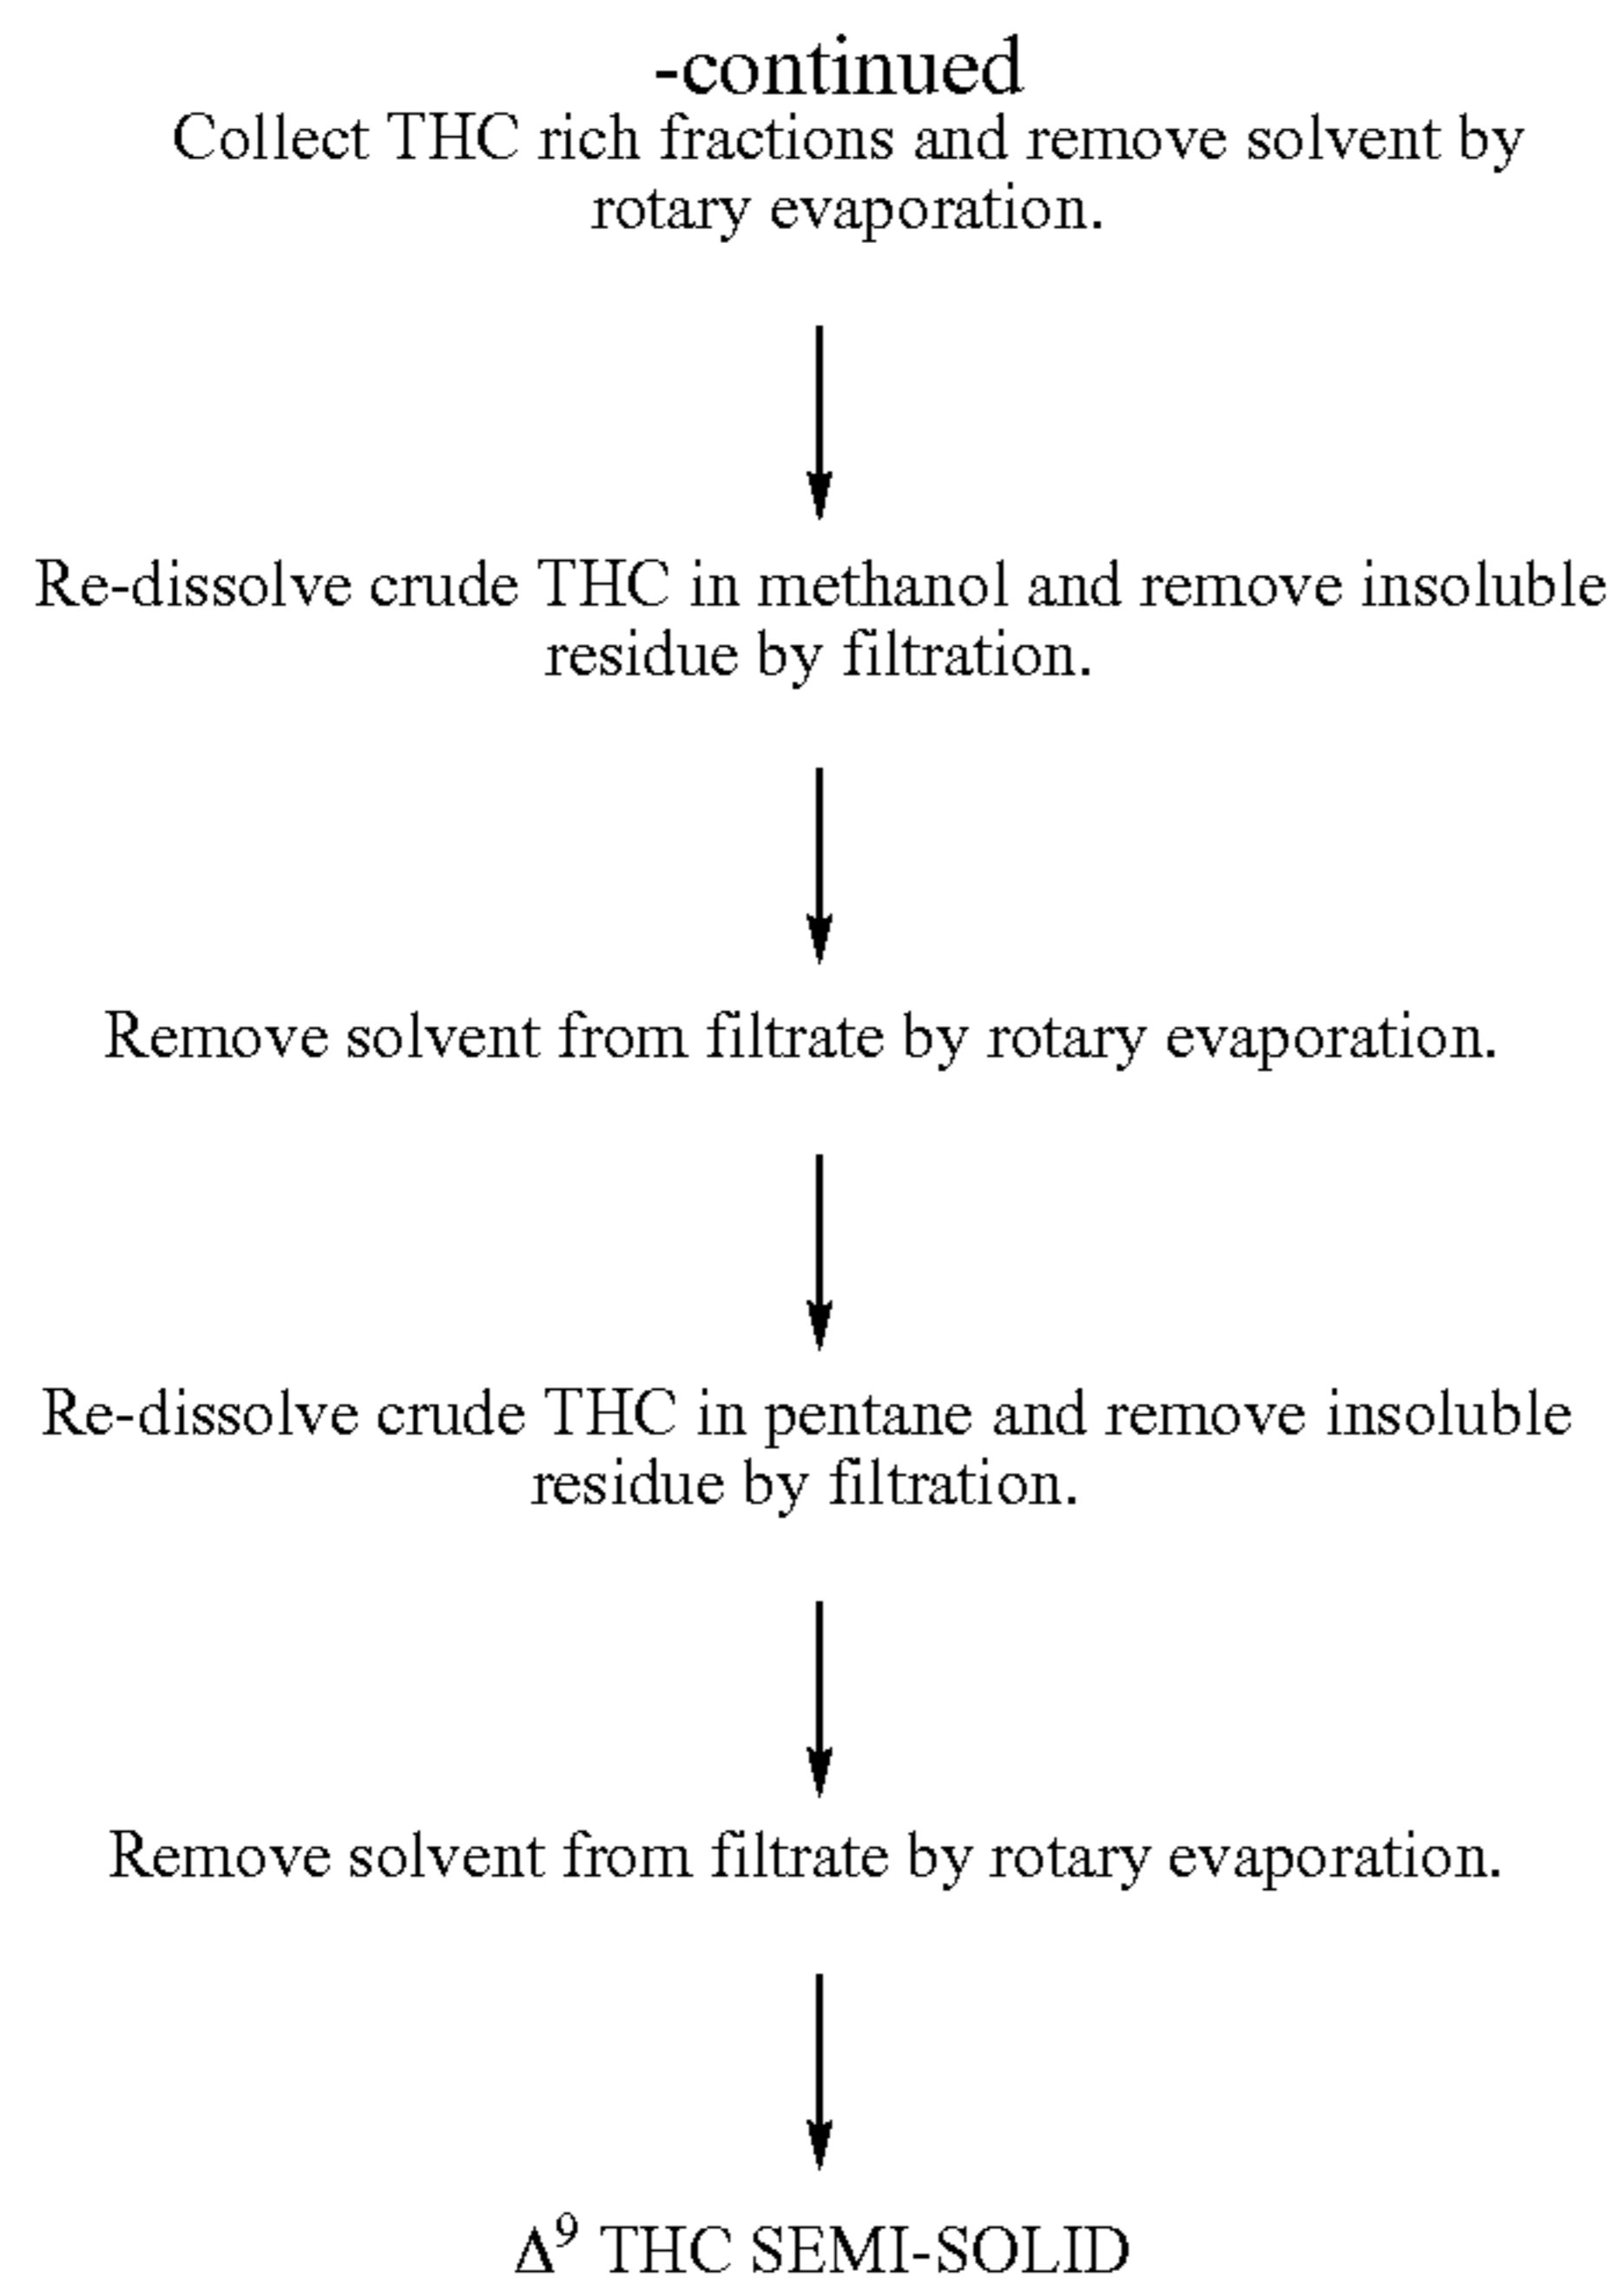 -continued
Collect THC rich fractions and remove solvent by
rotary evaporation.
Re-dissolve crude THC in methanol and remove insoluble
residue by filtration.
Remove solvent from filtrate by rotary evaporation.
Re-dissolve crude THC in pentane and remove insoluble
residue by filtration.
Remove solvent from filtrate by rotary evaporation.
Δ⁹ THC SEMI-SOLID